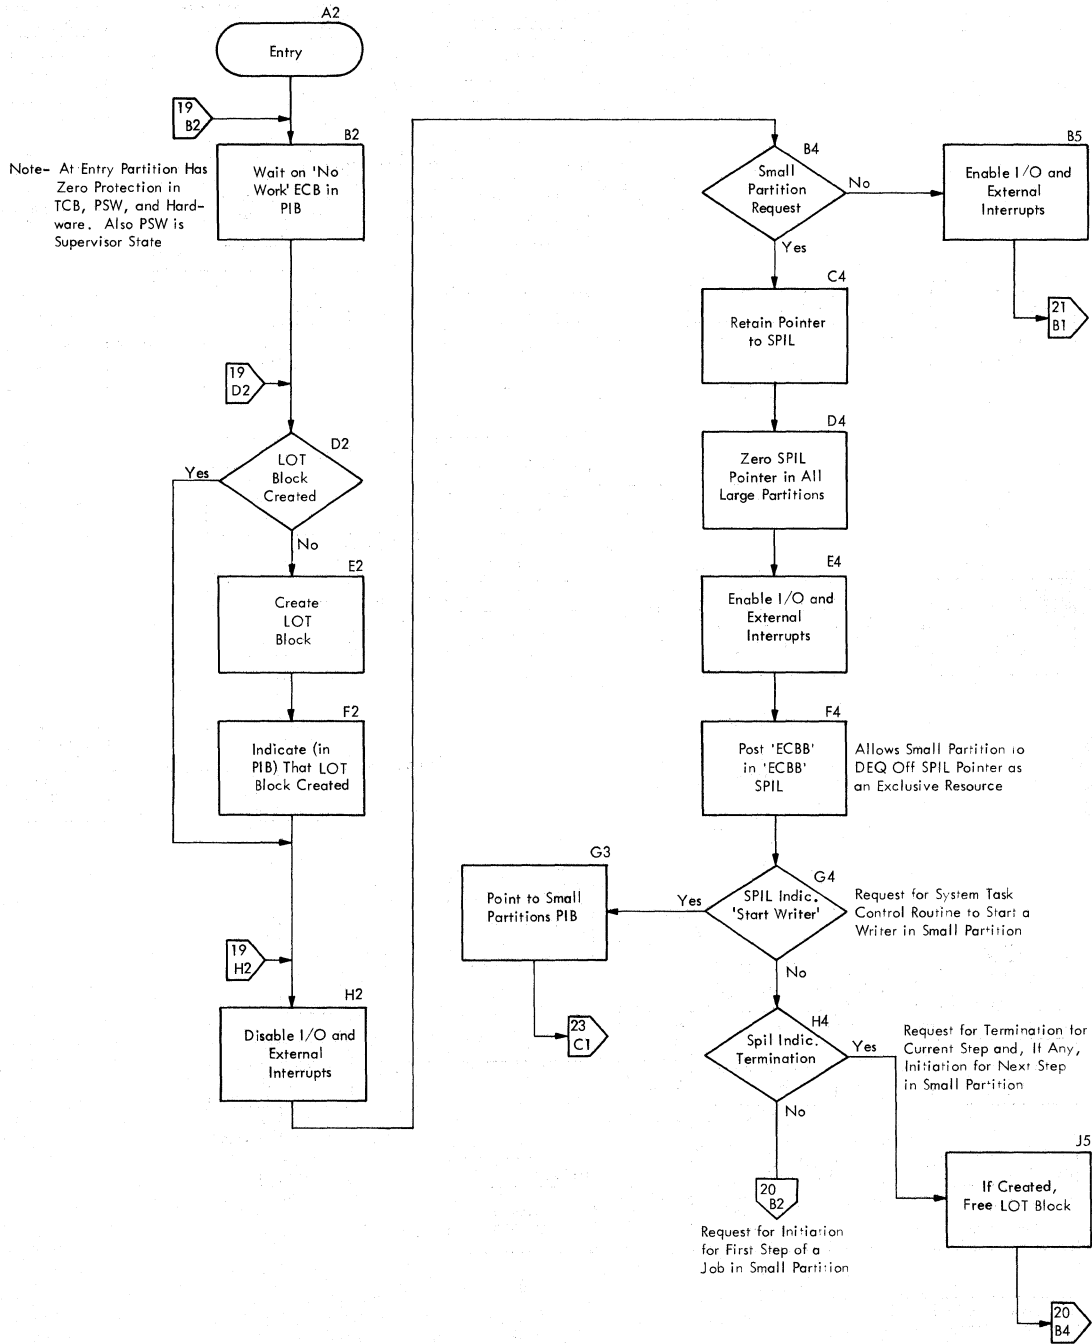 A2
Entry
19
B2
B2
Wait on 'No
Work' ECB in
PIB
Note- At Entry Partition Has
Zero Protection in
TCB, PSW, and Hard-
ware. Also PSW is
Supervisor State
19
D2
D2
LOT
Block
Created
Yes
No
E2
Create
LOT
Block
F2
Indicate (in
PIB) That LOT
Block Created
19
H2
H2
Disable I/O and
External
Interrupts
B4
Small
Partition
Request
No
Yes
B5
Enable I/O and
External
Interrupts
21
B1
C4
Retain Pointer
to SPIL
D4
Zero SPIL
Pointer in All
Large Partitions
E4
Enable I/O and
External
Interrupts
F4
Post 'ECBB'
in 'ECBB'
SPIL
Allows Small Partition to
DEQ Off SPIL Pointer as
an Exclusive Resource
G3
Point to Small
Partitions PIB
23
C1
G4
SPIL Indic.
'Start Writer'
Yes
No
Request for System Task
Control Routine to Start a
Writer in Small Partition
H4
Spil Indic.
Termination
Yes
No
Request for Termination for
Current Step and, If Any,
Initiation for Next Step
in Small Partition
20
B2
Request for Initiation
for First Step of a
Job in Small Partition
J5
If Created,
Free LOT Block
20
B4